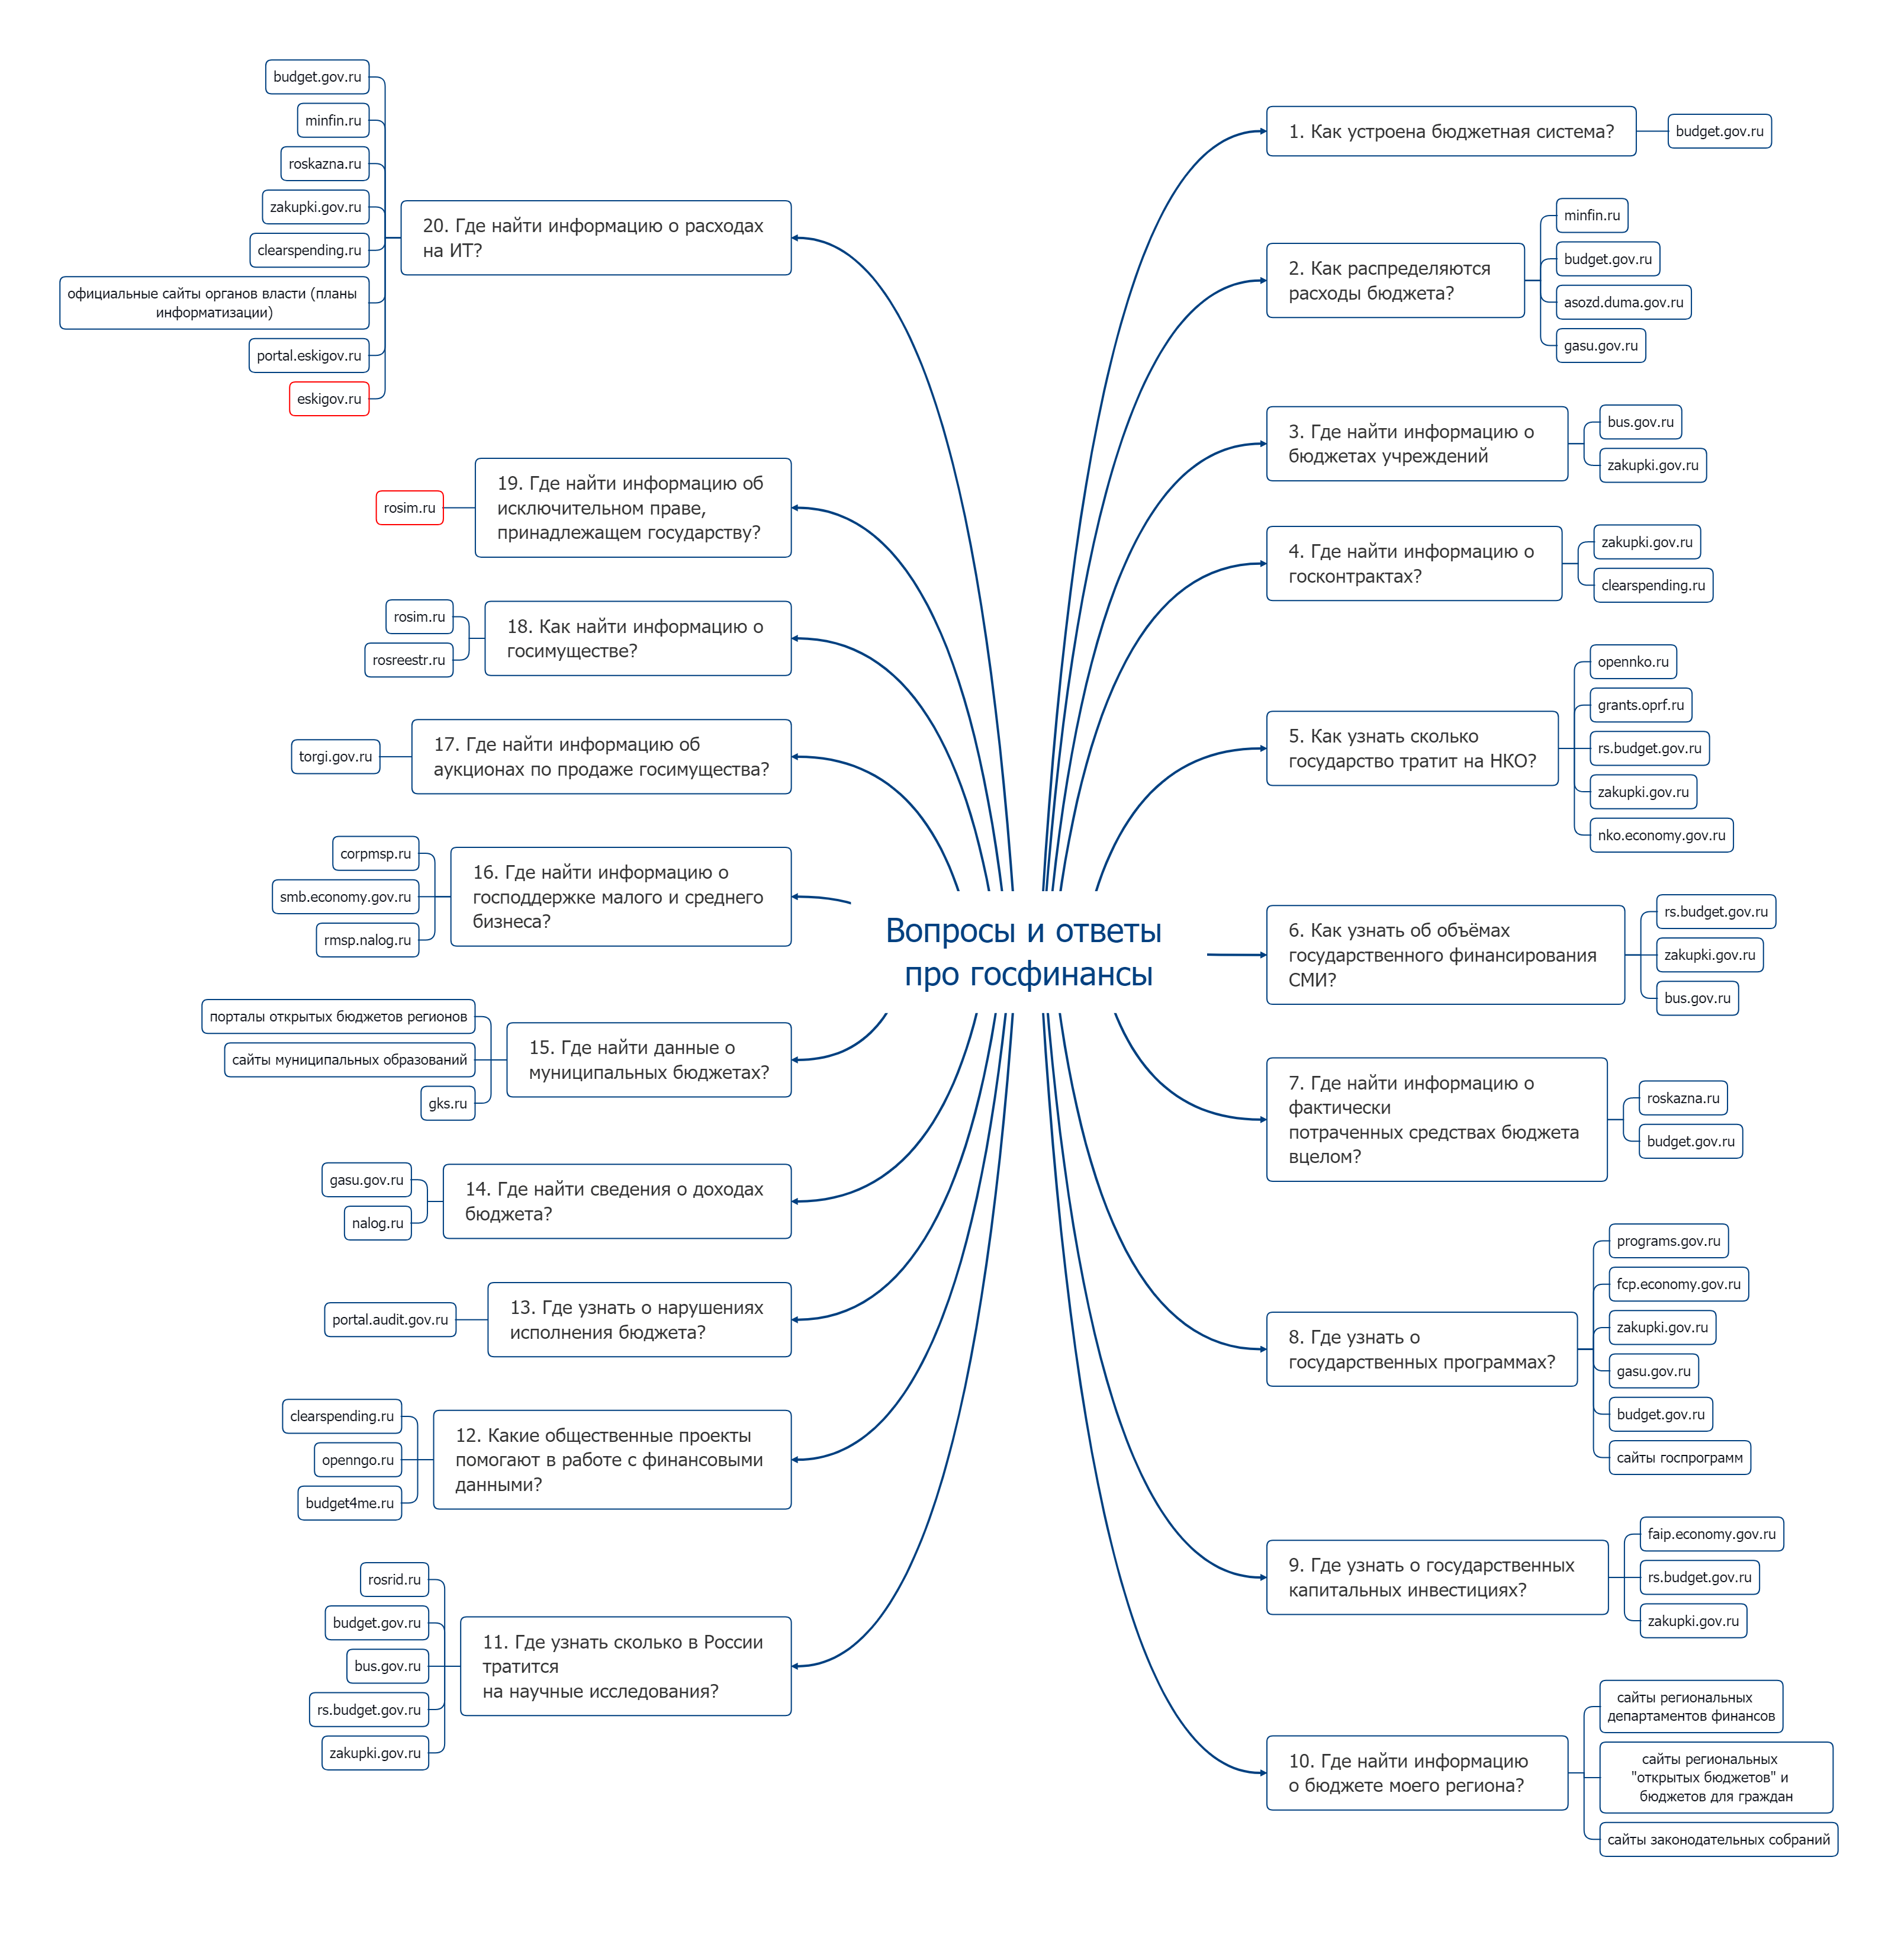 Вопросы и ответы
про госфинансы
1. Как устроена бюджетная система?
budget.gov.ru
2. Как распределяются
расходы бюджета?
minfin.ru
budget.gov.ru
asozd.duma.gov.ru
gasu.gov.ru
3. Где найти информацию о
бюджетах учреждений
bus.gov.ru
zakupki.gov.ru
4. Где найти информацию о
госконтрактах?
zakupki.gov.ru
clearspending.ru
5. Как узнать сколько
государство тратит на НКО?
opennko.ru
grants.oprf.ru
rs.budget.gov.ru
zakupki.gov.ru
nko.economy.gov.ru
6. Как узнать об объёмах
государственного финансирования
СМИ?
rs.budget.gov.ru
zakupki.gov.ru
bus.gov.ru
7. Где найти информацию о
фактически
потраченных средствах бюджета
вцелом?
roskazna.ru
budget.gov.ru
8. Где узнать о
государственных программах?
programs.gov.ru
fcp.economy.gov.ru
zakupki.gov.ru
gasu.gov.ru
budget.gov.ru
сайты госпрограмм
9. Где узнать о государственных
капитальных инвестициях?
faip.economy.gov.ru
rs.budget.gov.ru
zakupki.gov.ru
10. Где найти информацию
о бюджете моего региона?
сайты региональных
департаментов финансов
сайты региональных
"открытых бюджетов" и
бюджетов для граждан
сайты законодательных собраний
11. Где узнать сколько в России
тратится
на научные исследования?
rosrid.ru
budget.gov.ru
bus.gov.ru
rs.budget.gov.ru
zakupki.gov.ru
12. Какие общественные проекты
помогают в работе с финансовыми
данными?
clearspending.ru
openngo.ru
budget4me.ru
13. Где узнать о нарушениях
исполнения бюджета?
portal.audit.gov.ru
14. Где найти сведения о доходах
бюджета?
gasu.gov.ru
nalog.ru
15. Где найти данные о
муниципальных бюджетах?
порталы открытых бюджетов регионов
сайты муниципальных образований
gks.ru
16. Где найти информацию о
господдержке малого и среднего
бизнеса?
corpmsp.ru
smb.economy.gov.ru
rmsp.nalog.ru
17. Где найти информацию об
аукционах по продаже госимущества?
torgi.gov.ru
18. Как найти информацию о
госимуществе?
rosim.ru
rosreestr.ru
19. Где найти информацию об
исключительном праве,
принадлежащем государству?
rosim.ru
20. Где найти информацию о расходах
на ИТ?
budget.gov.ru
minfin.ru
roskazna.ru
zakupki.gov.ru
clearspending.ru
официальные сайты органов власти (планы
информатизации)
portal.eskigov.ru
eskigov.ru